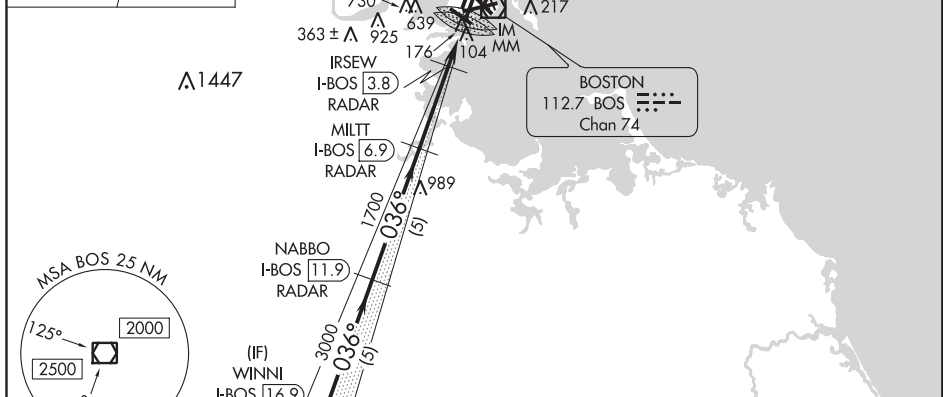 217
639
925
363 ±
IM
MM
176
104
IRSEW
I-BOS 3.8
RADAR
1447
BOSTON
112.7 BOS
Chan 74
MILTT
I-BOS 6.9
RADAR
989
1700
036°
(5)
NABBO
I-BOS 11.9
RADAR
MSA BOS 25 NM
125°
2000
2500
3000
036°
(5)
(IF)
WINNI
I-BOS 16.9